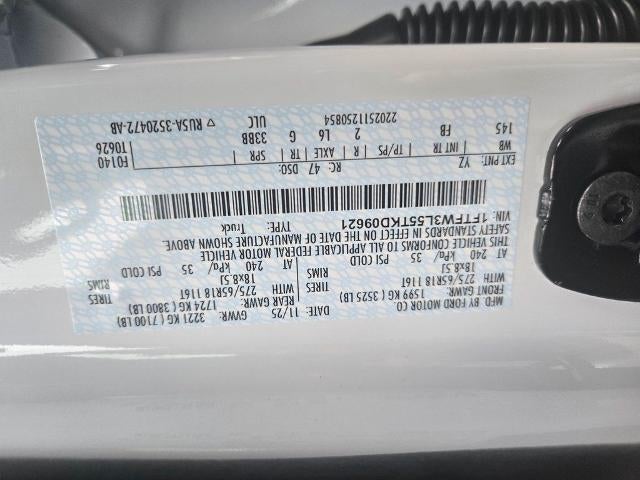 MFD. BY FORD MOTOR CO
DATE: 11/25 GVWR: 3221 KG ( 7100 LB)
FRONT GAWR: 1599 KG ( 3525 LB) REAR GAWR: 1724 KG ( 3800 LB)
WITH 275/65R18 116T TIRES WITH 275/65R18 116T TIRES
18x8.5J RIMS 18x8.5J RIMS
AT 240 kPa/ 35 PSI COLD AT 240 kPa/ 35 PSI COLD
THIS VEHICLE CONFORMS TO ALL APPLICABLE FEDERAL MOTOR VEHICLE
SAFETY STANDARDS IN EFFECT ON THE DATE OF MANUFACTURE SHOWN ABOVE.
VIN: 1FTFW3L55TKD09621 TYPE: Truck
EXT PNT: YZ RC: 47 DSO: F0140
WB INT TR TP/PS R AXLE TR SPR T0626
145 FB 2 L6 G 33BB
220251125​0854 ULC ▽ RU5A-3520472-AB